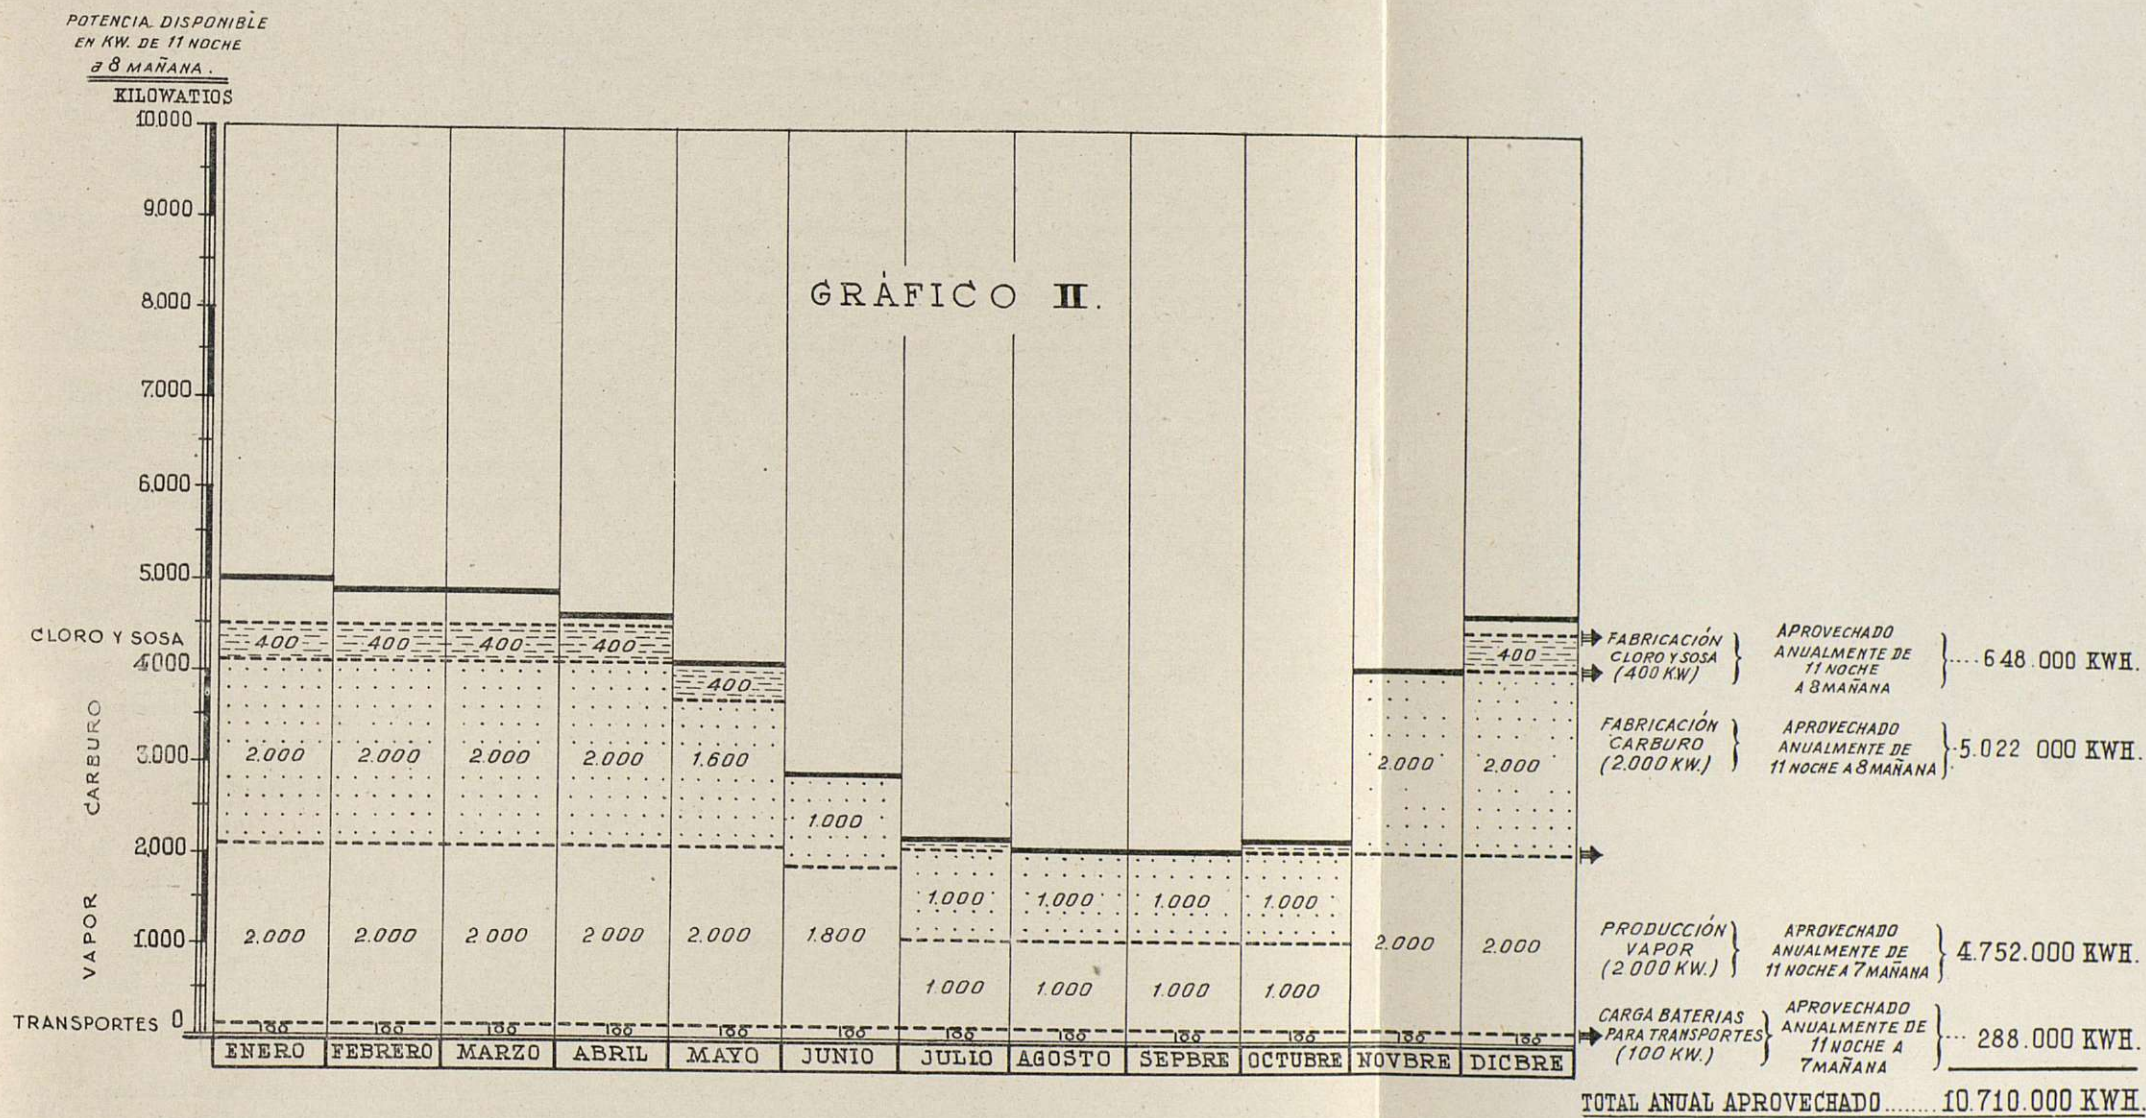 POTENCIA DISPONIBLE
EN KW. DE 11 NOCHE
a 8 MAÑANA.
KILOWATIOS
10.000
9.000
8.000
GRÁFICO II.
7.000
6.000
5.000
CLORO Y SOSA
4.000
3.000
2.000
1.000
0
CARBURO
VAPOR
TRANSPORTES
400 400 400 400 400 400
2.000 2.000 2.000 2.000 1.600 1.000 1.000 1.000 1.000 1.000 2.000 2.000
2.000 2.000 2.000 2.000 2.000 1.800 1.000 1.000 1.000 1.000 2.000 2.000
100 100 100 100 100 100 100 100 100 100 100 100
ENERO FEBRERO MARZO ABRIL MAYO JUNIO JULIO AGOSTO SEPBRE OCTUBRE NOVBRE DICBRE
FABRICACIÓN
CLORO Y SOSA
(400 K.W)
APROVECHADO
ANUALMENTE DE
11 NOCHE
A 8 MAÑANA
....648.000 KWH.
FABRICACIÓN
CARBURO
(2.000 KW.)
APROVECHADO
ANUALMENTE DE
11 NOCHE A 8 MAÑANA
5.022 000 KWH.
PRODUCCIÓN
VAPOR
(2000 KW.)
APROVECHADO
ANUALMENTE DE
11 NOCHE A 7 MAÑANA
4.752.000 KWH.
CARGA BATERIAS
PARA TRANSPORTES
(100 KW.)
APROVECHADO
ANUALMENTE DE
11 NOCHE A
7 MAÑANA
... 288.000 KWH.
TOTAL ANUAL APROVECHADO....... 10.710.000 KWH.